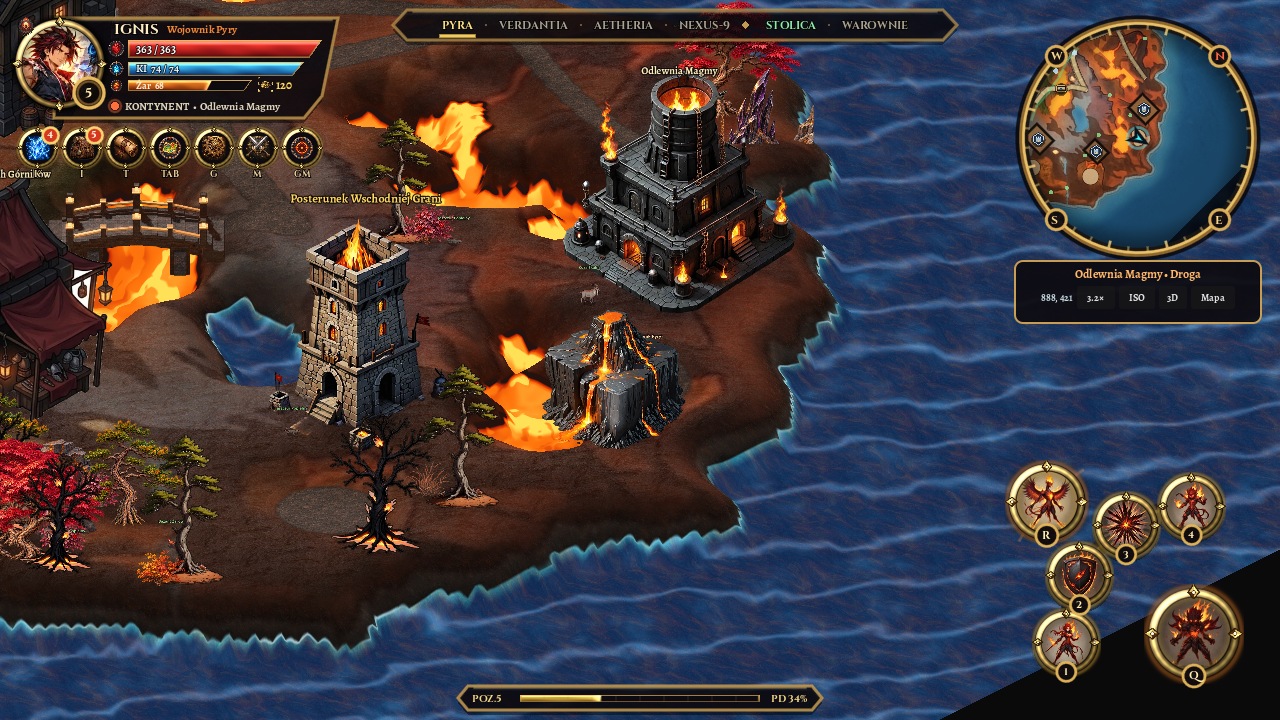 IGNIS Wojownik Pyry
363 / 363
KI 74 / 74
Żar 68
120
5
KONTYNENT • Odlewnia Magmy
4
5
I
T
TAB
G
M
GM
PYRA · VERDANTIA · AETHERIA · NEXUS-9 ◆ STOLICA · WAROWNIE
Odlewnia Magmy
h Górników
Posterunek Wschodniej Grani
W
N
S
E
Odlewnia Magmy • Droga
888, 421
3.2×
ISO
3D
Mapa
R
3
4
2
1
Q
POZ.5
PD 34%